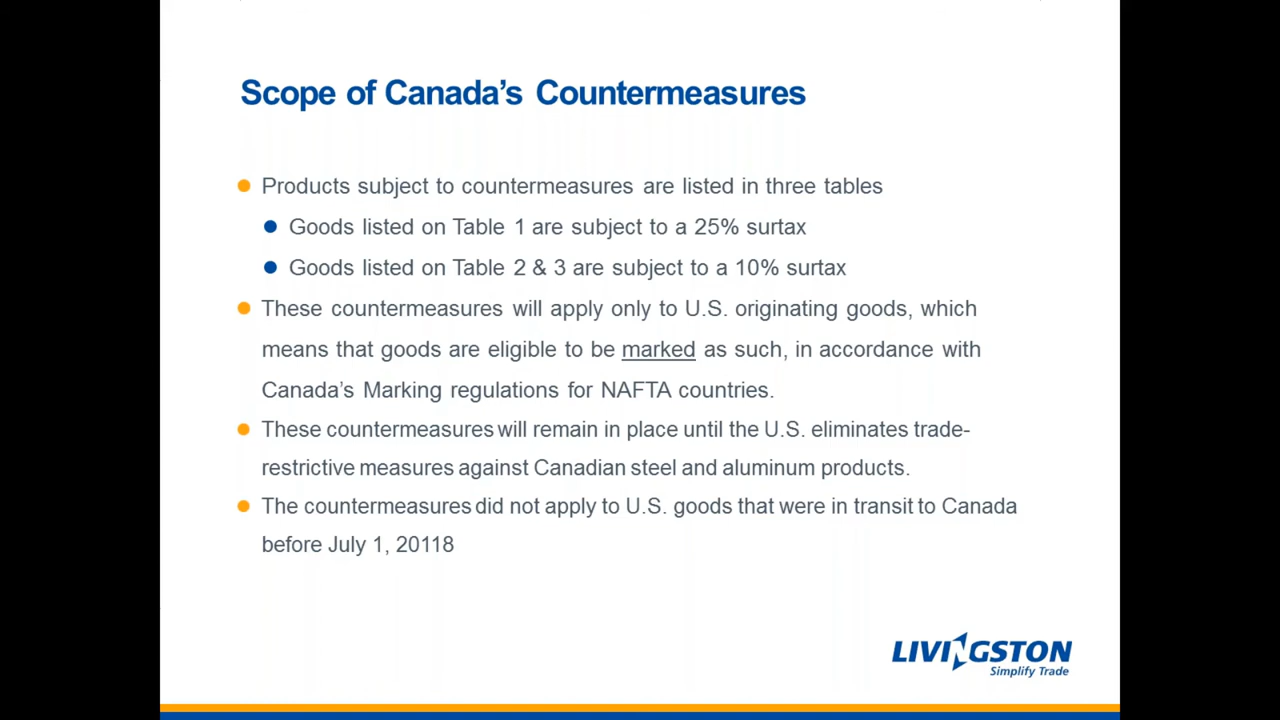 Scope of Canada's Countermeasures
Products subject to countermeasures are listed in three tables
Goods listed on Table 1 are subject to a 25% surtax
Goods listed on Table 2 & 3 are subject to a 10% surtax
These countermeasures will apply only to U.S. originating goods, which
means that goods are eligible to be marked as such, in accordance with
Canada's Marking regulations for NAFTA countries.
These countermeasures will remain in place until the U.S. eliminates trade-
restrictive measures against Canadian steel and aluminum products.
The countermeasures did not apply to U.S. goods that were in transit to Canada
before July 1, 20118
LIVINGSTON
Simplify Trade